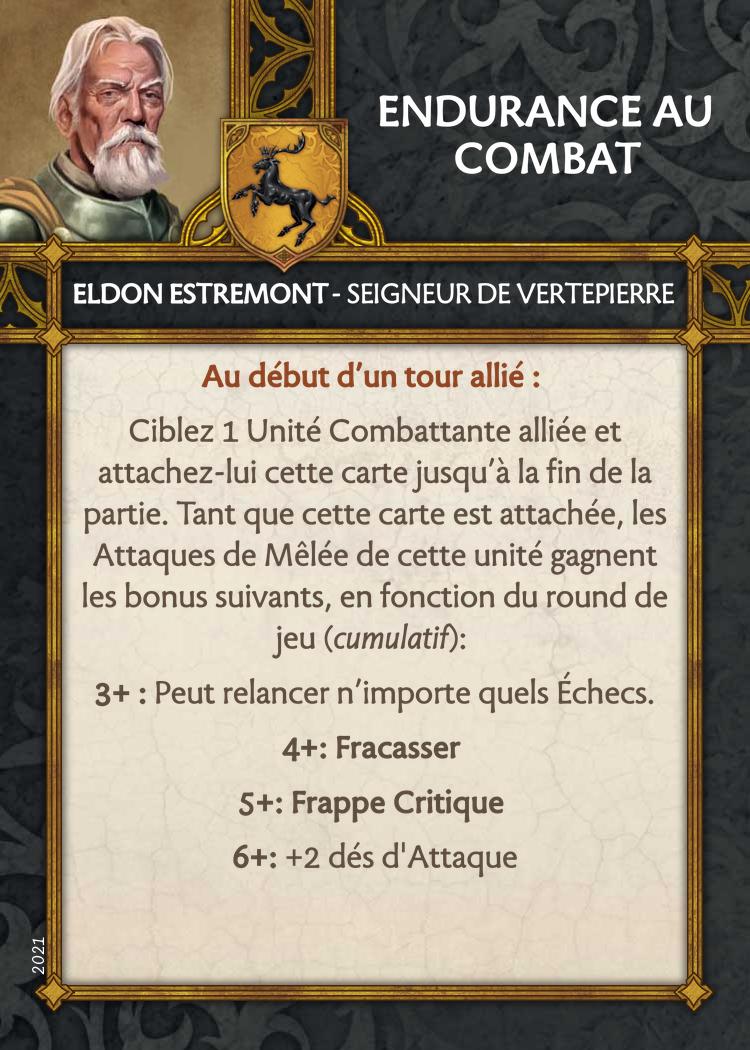 ENDURANCE AU
COMBAT
ELDON ESTREMONT - SEIGNEUR DE VERTEPIERRE
Au début d’un tour allié :
Ciblez 1 Unité Combattante alliée et
attachez-lui cette carte jusqu’à la fin de la
partie. Tant que cette carte est attachée, les
Attaques de Mêlée de cette unité gagnent
les bonus suivants, en fonction du round de
jeu (cumulatif):
3+ : Peut relancer n’importe quels Échecs.
4+: Fracasser
5+: Frappe Critique
6+: +2 dés d'Attaque
2021